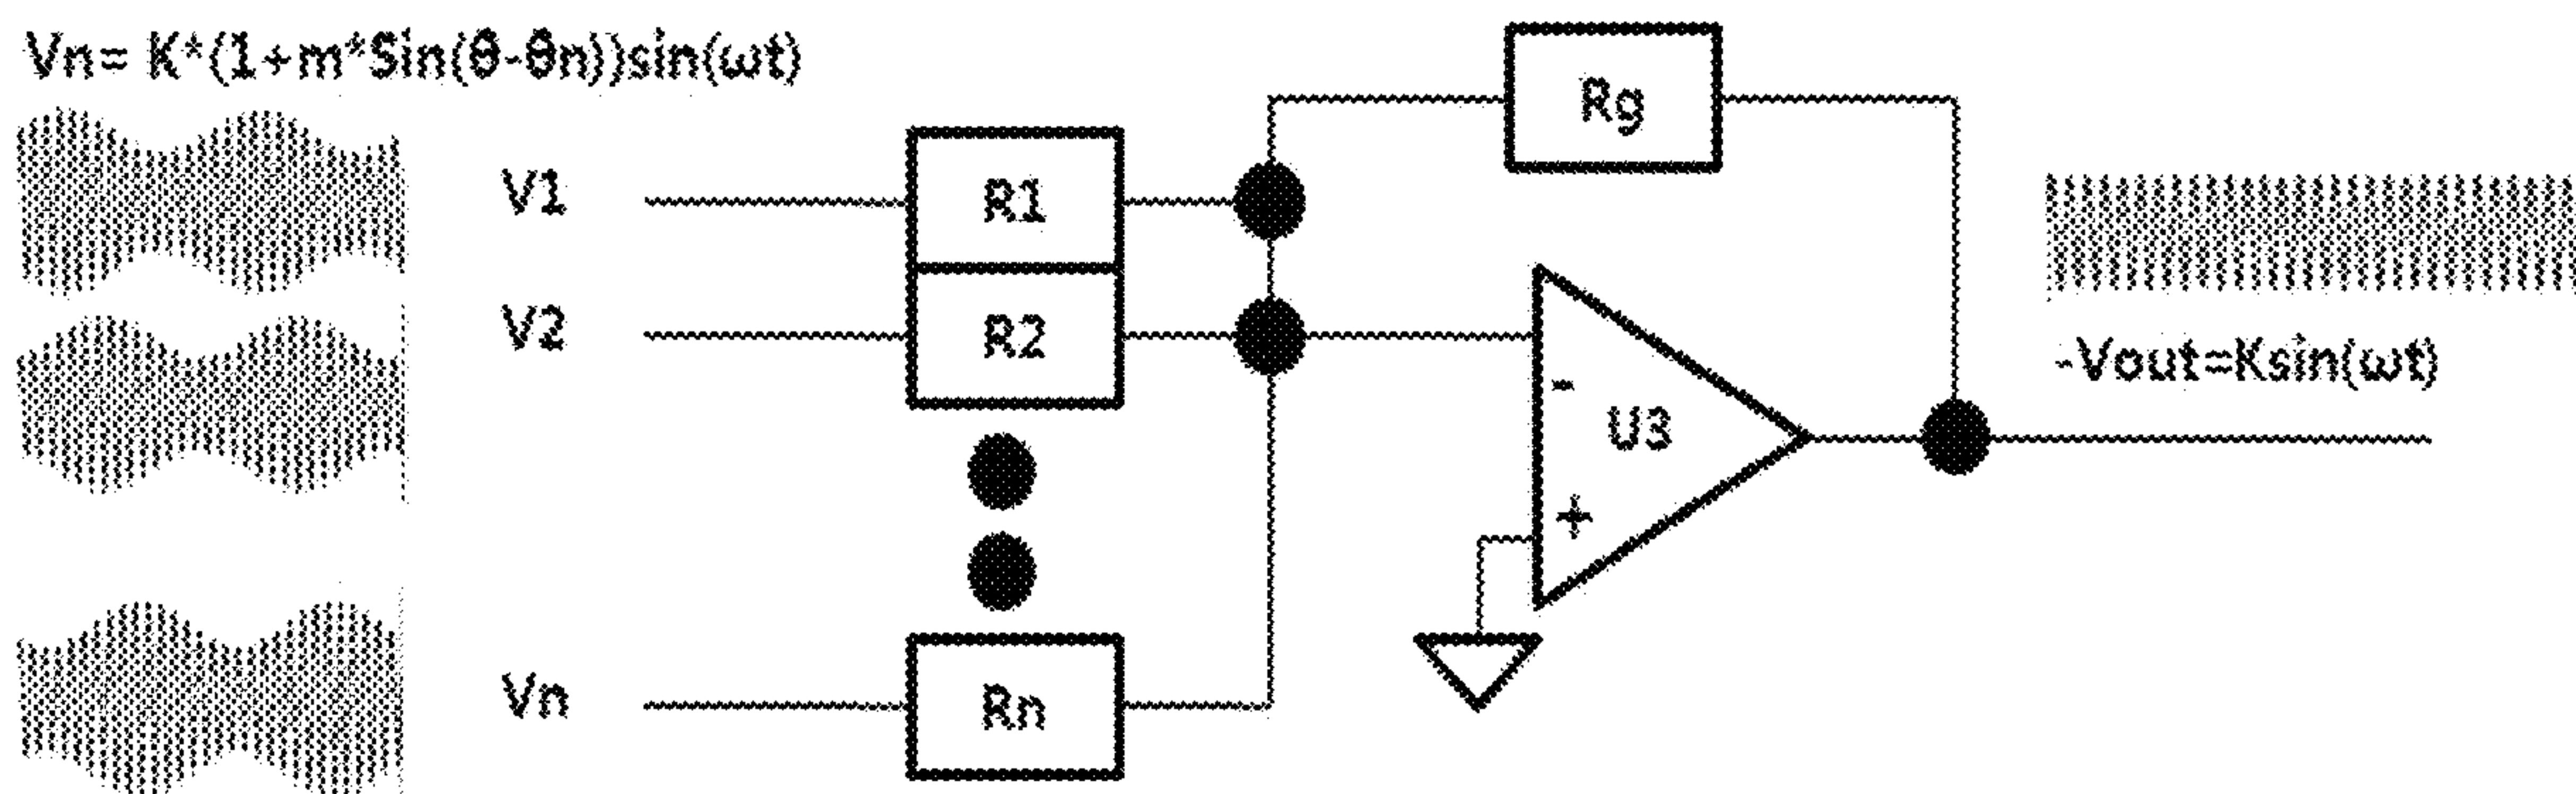 Vn= K*(1+m*Sin(θ-θn))sin(ωt)
Rg
V1
R1
V2
R2
-Vout=Ksin(ωt)
-
U3
+
Vn
Rn